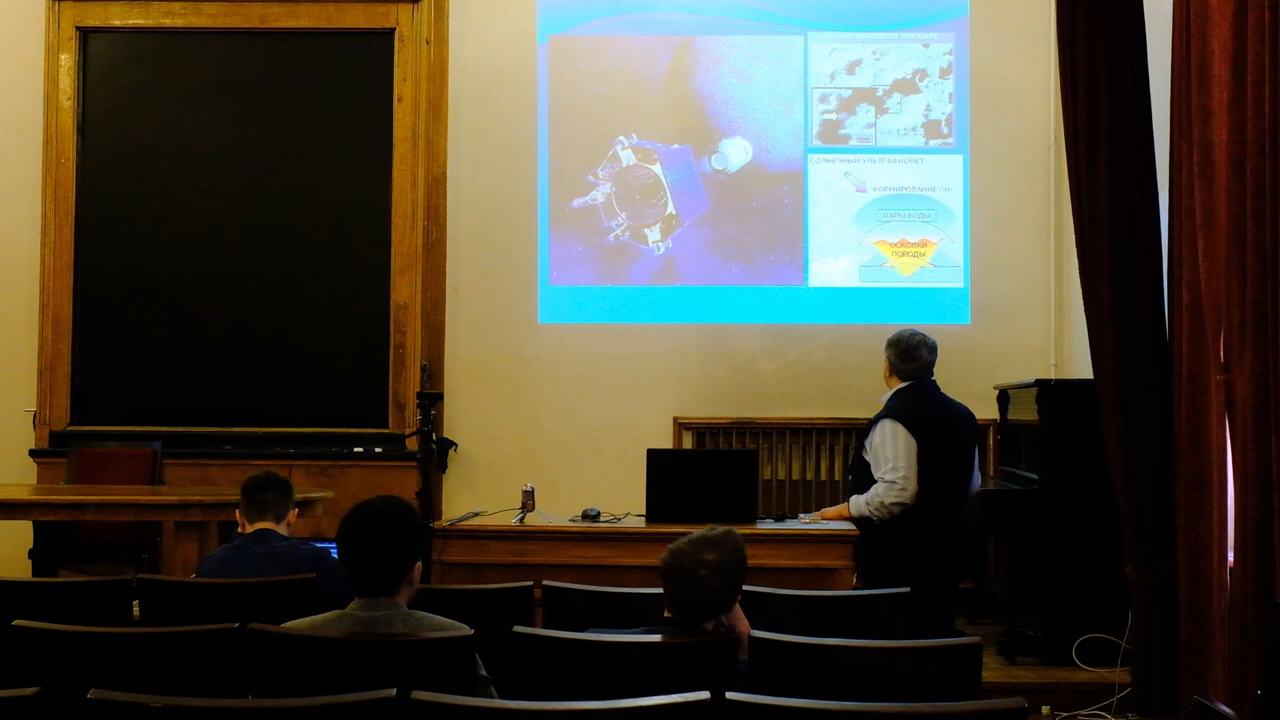 СОЛНЕЧНЫЙ УЛЬТРАФИОЛЕТ
ФОРМИРОВАНИЕ OH-
ПАРЫ ВОДЫ
ОСКОЛКИ
ПОРОДЫ